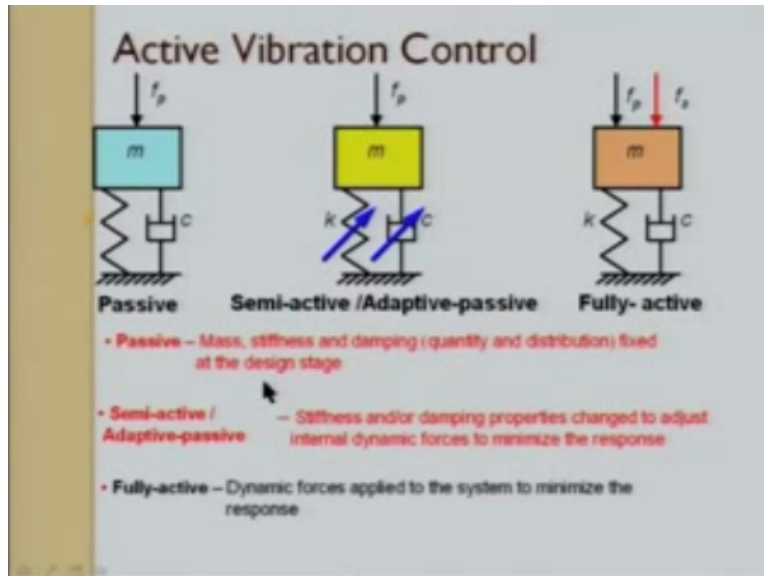 Active Vibration Control
fp fp fp fs
m m m
k c k c k c
Passive Semi-active /Adaptive-passive Fully- active
• Passive – Mass, stiffness and damping (quantity and distribution) fixed
at the design stage
• Semi-active / – Stiffness and/or damping properties changed to adjust
Adaptive-passive internal dynamic forces to minimize the response
• Fully-active – Dynamic forces applied to the system to minimize the
response